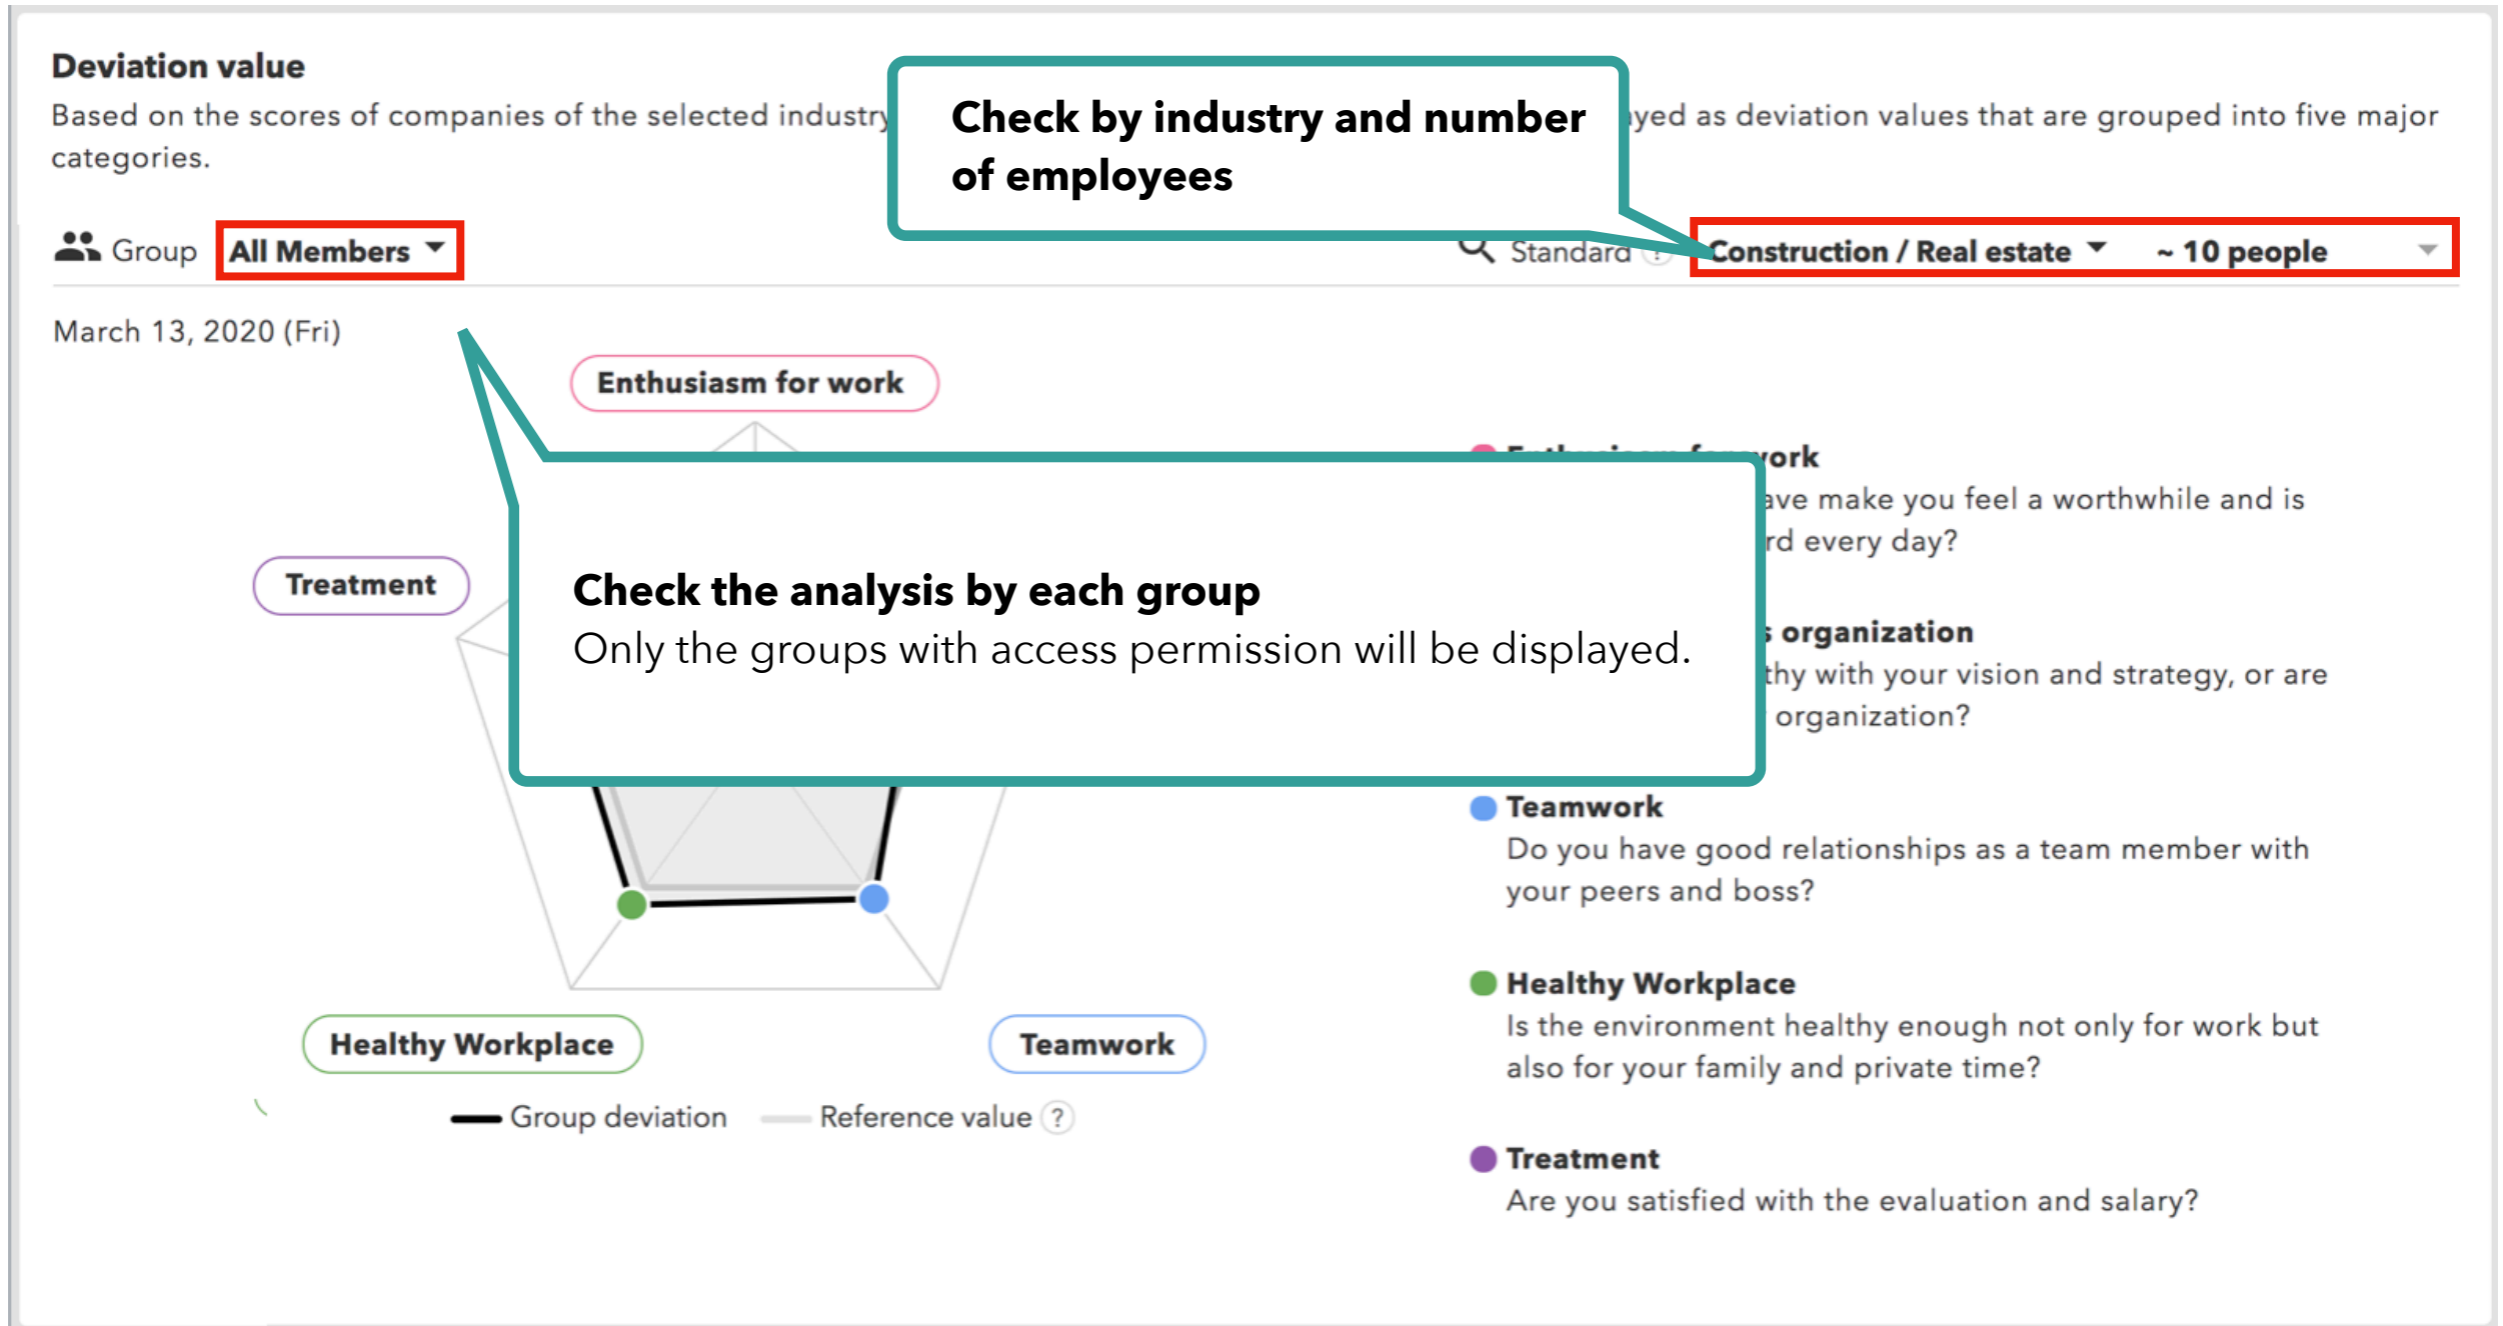 Deviation value
Based on the scores of companies of the selected industry
as deviation values that are grouped into five major
categories.
Check by industry and number
of employees
Group All Members
Standard ? Construction / Real estate ~ 10 people
March 13, 2020 (Fri)
Enthusiasm for work
Treatment
Check the analysis by each group
Only the groups with access permission will be displayed.
work
make you feel a worthwhile and is
every day?
organization
with your vision and strategy, or are
organization?
Teamwork
Do you have good relationships as a team member with
your peers and boss?
Healthy Workplace
Is the environment healthy enough not only for work but
also for your family and private time?
Treatment
Are you satisfied with the evaluation and salary?
Healthy Workplace
Teamwork
Group deviation
Reference value ?